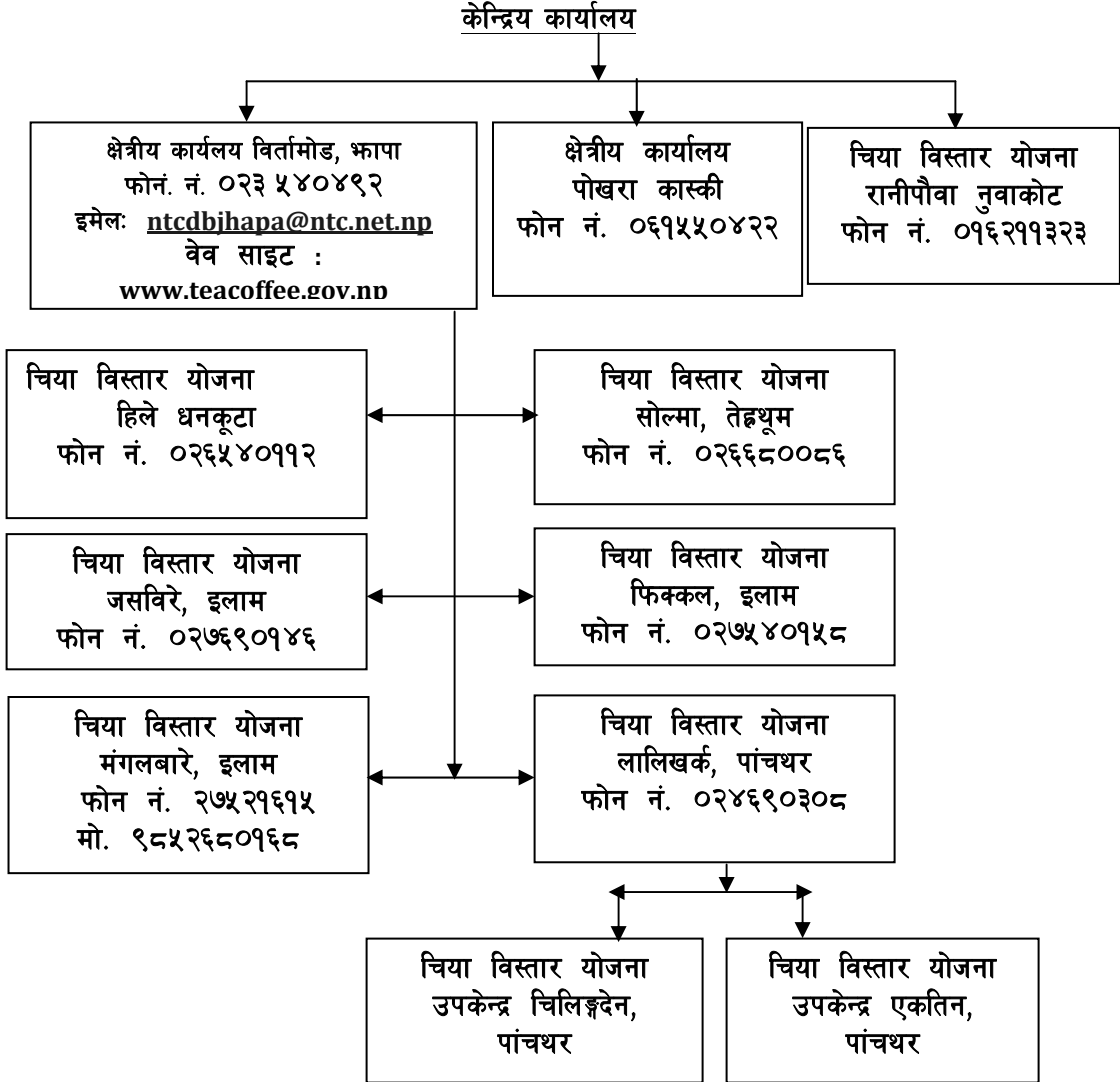 केन्द्रिय कार्यालय
क्षेत्रीय कार्यलय विर्तामोड, झापा
फोनं. नं. ०२३ ५४०४९२
इमेलः ntcdbjhapa@ntc.net.np
वेव साइट :
www.teacoffee.gov.np
क्षेत्रीय कार्यालय
पोखरा कास्की
फोन नं. ०६१५५०४२२
चिया विस्तार योजना
रानीपौवा नुवाकोट
फोन नं. ०१६२११३२३
चिया विस्तार योजना
हिले धनकूटा
फोन नं. ०२६५४०११२
चिया विस्तार योजना
सोल्मा, तेह्रथूम
फोन नं. ०२६६८००८६
चिया विस्तार योजना
जसविरे, इलाम
फोन नं. ०२७६९०१४६
चिया विस्तार योजना
फिक्कल, इलाम
फोन नं. ०२७५४०१५८
चिया विस्तार योजना
मंगलबारे, इलाम
फोन नं. २७५२१६१५
मो. ९८५२६८०१६८
चिया विस्तार योजना
लालिखर्क, पांचथर
फोन नं. ०२४६९०३०८
चिया विस्तार योजना
उपकेन्द्र चिलिङ्गदेन,
पांचथर
चिया विस्तार योजना
उपकेन्द्र एकतिन,
पांचथर